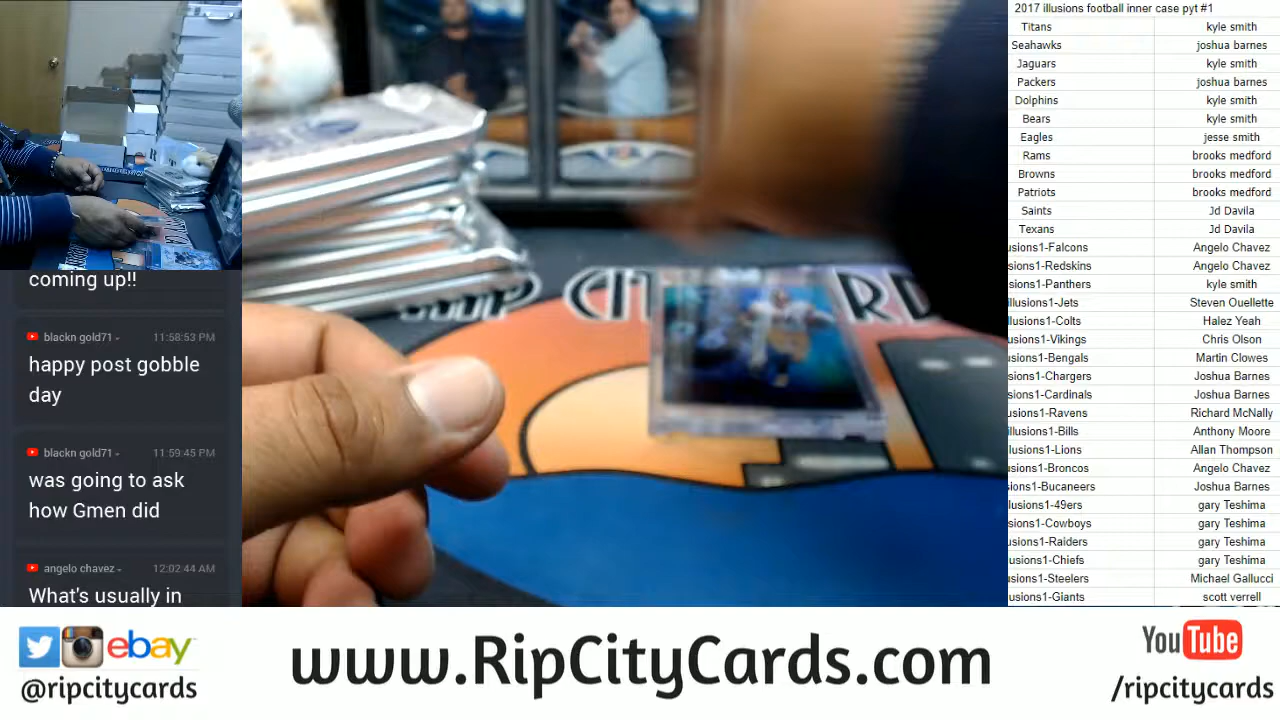 coming up!!
blackn gold71 11:58:53 PM
happy post gobble
day
blackn gold71 11:59:45 PM
was going to ask
how Gmen did
angelo chavez 12:02:44 AM
What's usually in
2017 illusions football inner case pyt #1
Titans kyle smith
Seahawks joshua barnes
Jaguars kyle smith
Packers joshua barnes
Dolphins kyle smith
Bears kyle smith
Eagles jesse smith
Rams brooks medford
Browns brooks medford
Patriots brooks medford
Saints Jd Davila
Texans Jd Davila
usions1-Falcons Angelo Chavez
usions1-Redskins Angelo Chavez
sions1-Panthers kyle smith
illusions1-Jets Steven Ouellette
llusions1-Colts Halez Yeah
usions1-Vikings Chris Olson
sions1-Bengals Martin Clowes
sions1-Chargers Joshua Barnes
sions1-Cardinals Joshua Barnes
usions1-Ravens Richard McNally
illusions1-Bills Anthony Moore
lusions1-Lions Allan Thompson
sions1-Broncos Angelo Chavez
sions1-Bucaneers Joshua Barnes
lusions1-49ers gary Teshima
sions1-Cowboys gary Teshima
usions1-Raiders gary Teshima
usions1-Chiefs gary Teshima
usions1-Steelers Michael Gallucci
usions1-Giants scott verrell
ebay
@ripcitycards
www.RipCityCards.com
YouTube
/ripcitycards